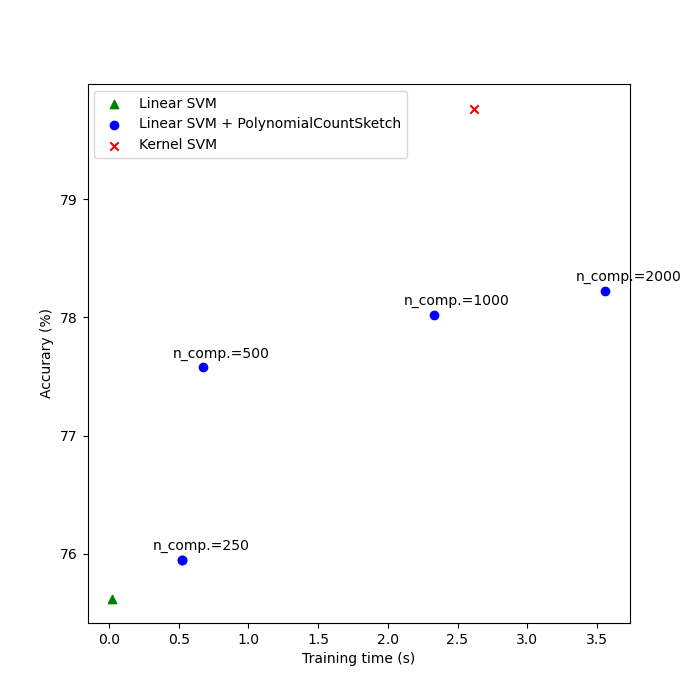 Linear SVM
Linear SVM + PolynomialCountSketch
Kernel SVM
79
n_comp.=2000
n_comp.=1000
78
n_comp.=500
Accurary (%)
77
n_comp.=250
76
0.0 0.5 1.0 1.5 2.0 2.5 3.0 3.5
Training time (s)